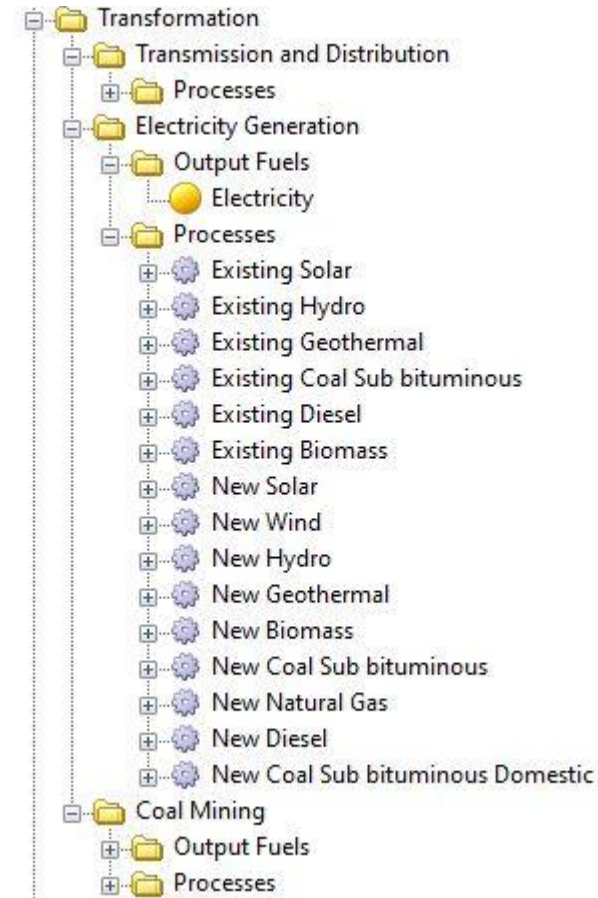 Transformation
Transmission and Distribution
Processes
Electricity Generation
Output Fuels
Electricity
Processes
Existing Solar
Existing Hydro
Existing Geothermal
Existing Coal Sub bituminous
Existing Diesel
Existing Biomass
New Solar
New Wind
New Hydro
New Geothermal
New Biomass
New Coal Sub bituminous
New Natural Gas
New Diesel
New Coal Sub bituminous Domestic
Coal Mining
Output Fuels
Processes